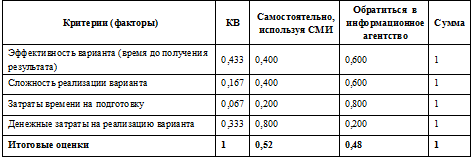 Критерии (факторы) КВ Самостоятельно, используя СМИ Обратиться в информационное агентство Сумма
Эффективность варианта (время до получения результата) 0,433 0,400 0,600 1
Сложность реализации варианта 0,167 0,400 0,600 1
Затраты времени на подготовку 0,067 0,200 0,800 1
Денежные затраты на реализацию варианта 0,333 0,800 0,200 1
Итоговые оценки 1 0,52 0,48 1